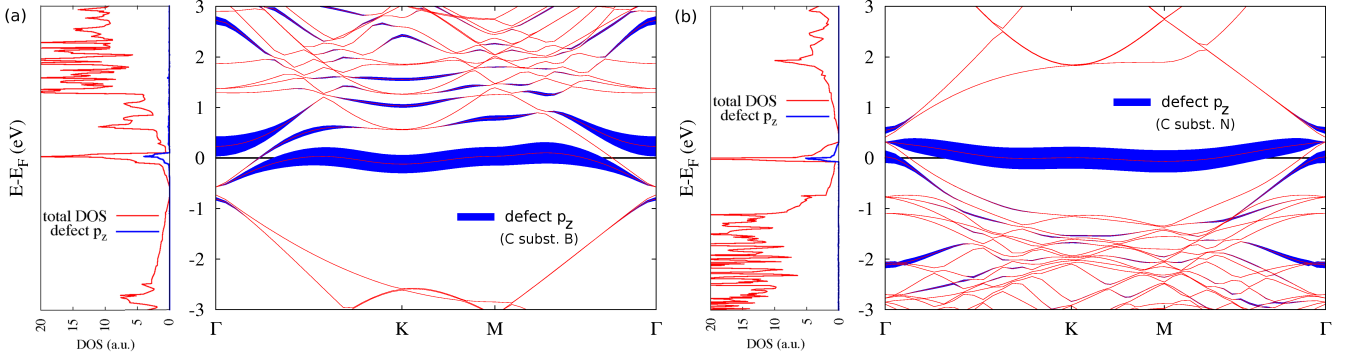 (a)
E-E_F (eV)
3
2
1
0
-1
-2
-3
total DOS
defect p_z
20 15 10 5 0
DOS (a.u.)
defect p_z
(C subst. B)
Γ K M Γ
(b)
E-E_F (eV)
3
2
1
0
-1
-2
-3
total DOS
defect p_z
20 15 10 5 0
DOS (a.u.)
defect p_z
(C subst. N)
Γ K M Γ